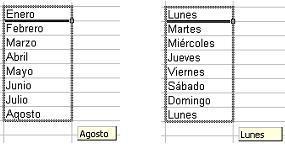 Enero
Febrero
Marzo
Abril
Mayo
Junio
Julio
Agosto
Agosto
Lunes
Martes
Miércoles
Jueves
Viernes
Sábado
Domingo
Lunes
Lunes